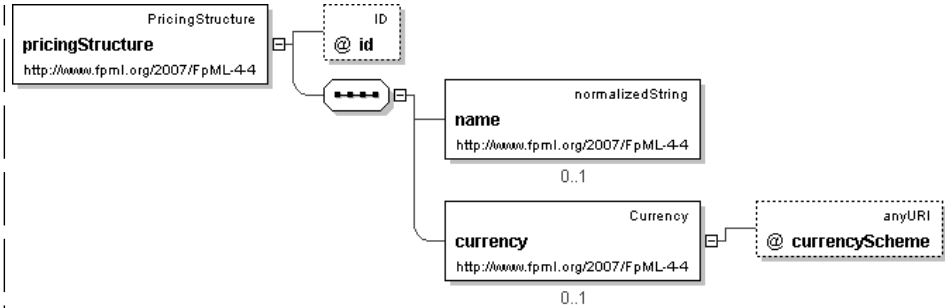 PricingStructure
pricingStructure
http://www.fpml.org/2007/FpML-4-4
ID
@ id
normalizedString
name
http://www.fpml.org/2007/FpML-4-4
0..1
Currency
currency
http://www.fpml.org/2007/FpML-4-4
0..1
anyURI
@ currencyScheme